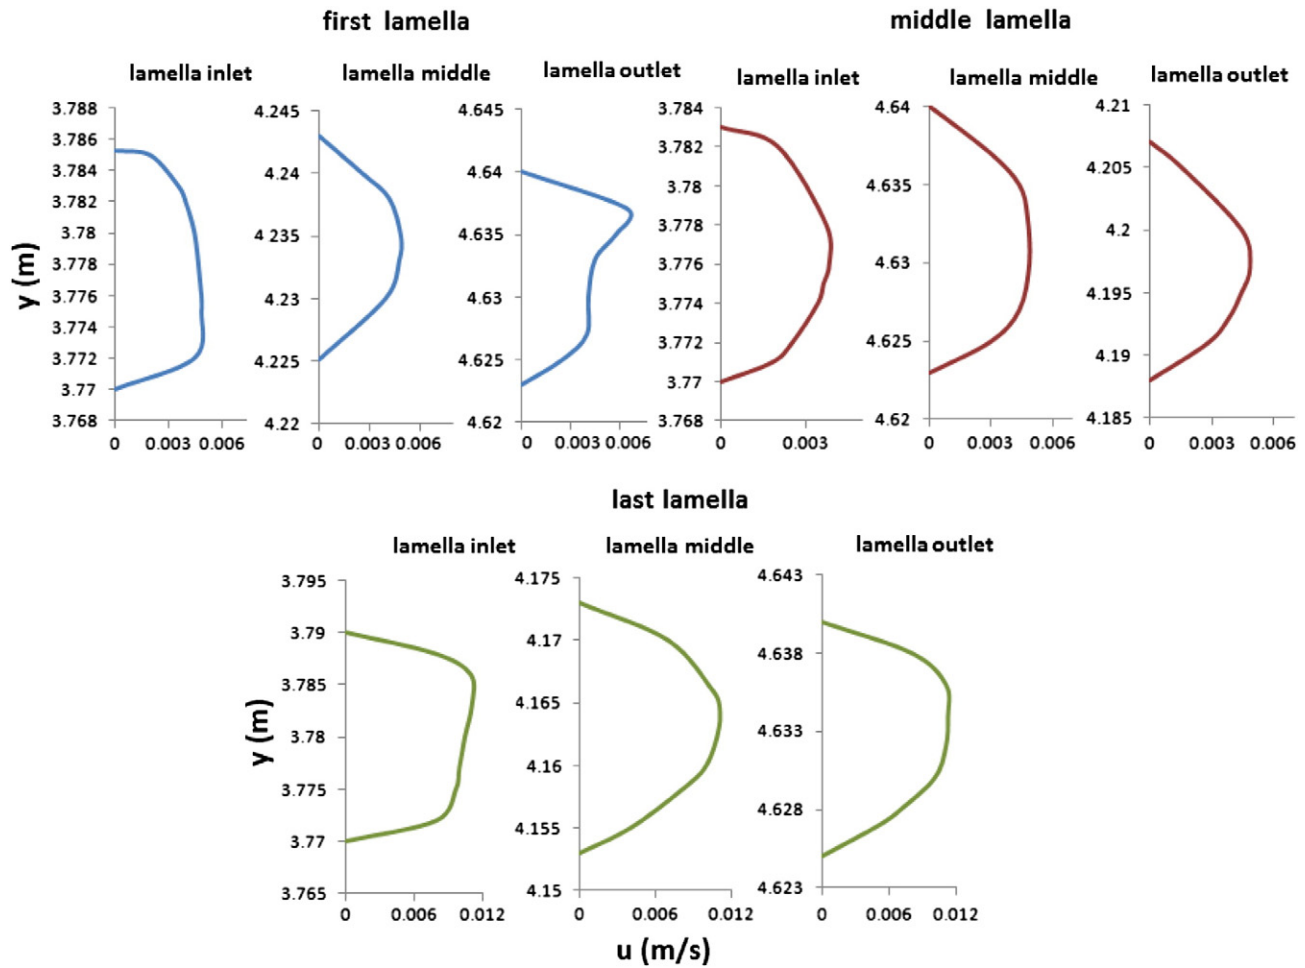 first lamella
middle lamella
lamella inlet
lamella middle
lamella outlet
lamella inlet
lamella middle
lamella outlet
y (m)
3.788
3.786
3.784
3.782
3.78
3.778
3.776
3.774
3.772
3.77
3.768
0 0.003 0.006
4.245
4.24
4.235
4.23
4.225
4.22
0 0.003 0.006
4.645
4.64
4.635
4.63
4.625
4.62
0 0.003 0.006
3.784
3.782
3.78
3.778
3.776
3.774
3.772
3.77
3.768
0 0.003
4.64
4.635
4.63
4.625
4.62
0 0.003 0.006
4.21
4.205
4.2
4.195
4.19
4.185
0 0.003 0.006
last lamella
lamella inlet
lamella middle
lamella outlet
y (m)
3.795
3.79
3.785
3.78
3.775
3.77
3.765
0 0.006 0.012
4.175
4.17
4.165
4.16
4.155
4.15
0 0.006 0.012
4.643
4.638
4.633
4.628
4.623
0 0.006 0.012
u (m/s)